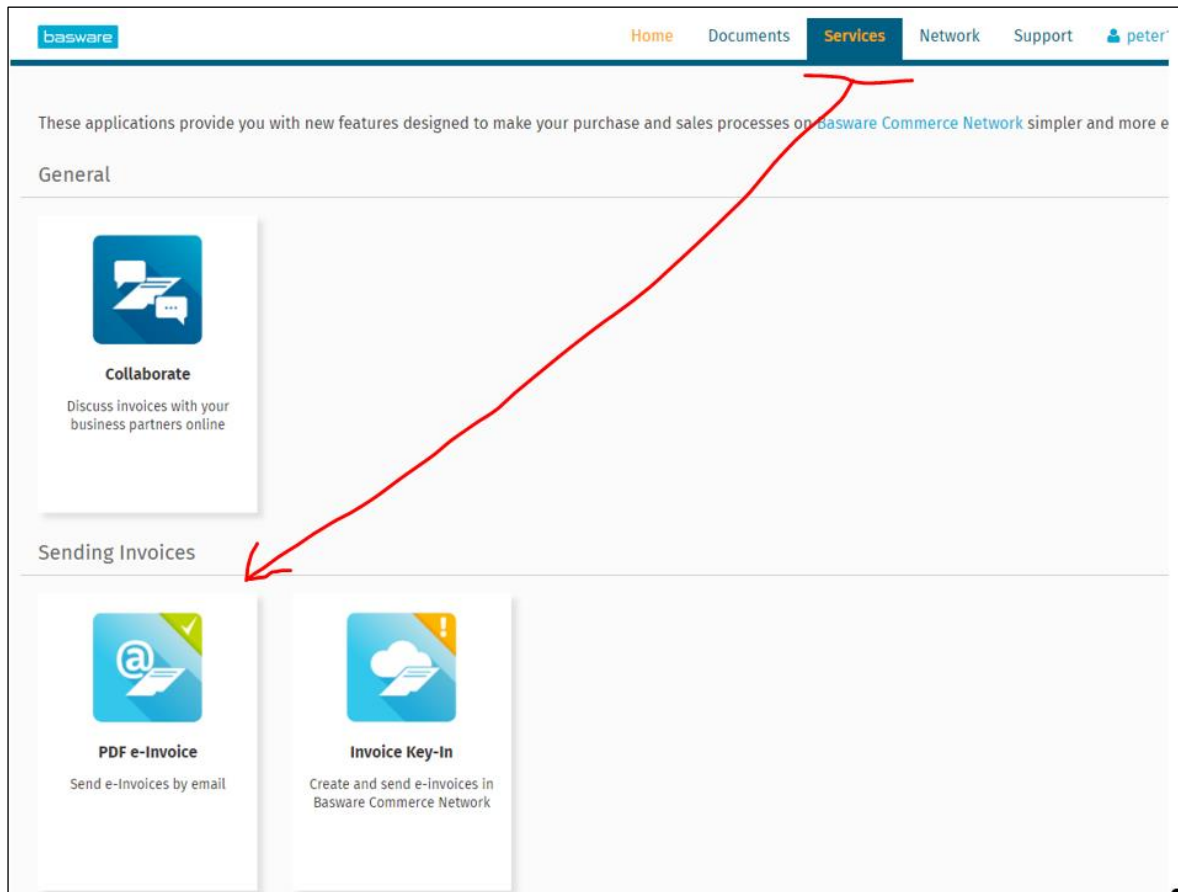 basware
Home Documents Services Network Support peter
These applications provide you with new features designed to make your purchase and sales processes on Basware Commerce Network simpler and more e
General
Collaborate
Discuss invoices with your
business partners online
Sending Invoices
PDF e-Invoice
Send e-Invoices by email
Invoice Key-In
Create and send e-invoices in
Basware Commerce Network